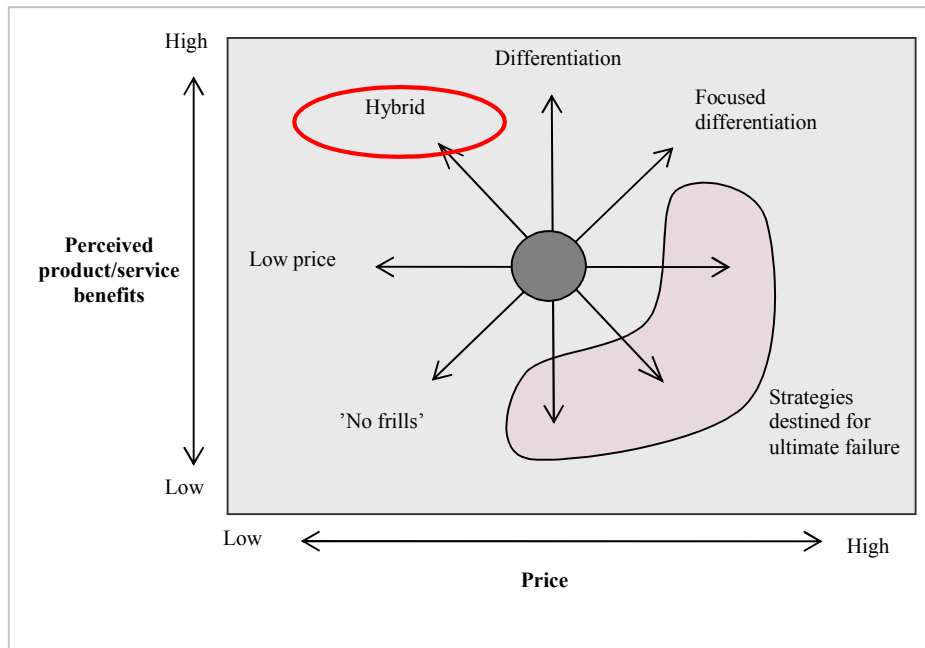 High
Differentiation
Hybrid
Focused
differentiation
Perceived
product/service
benefits
Low price
’No frills’
Strategies
destined for
ultimate failure
Low
Low
High
Price